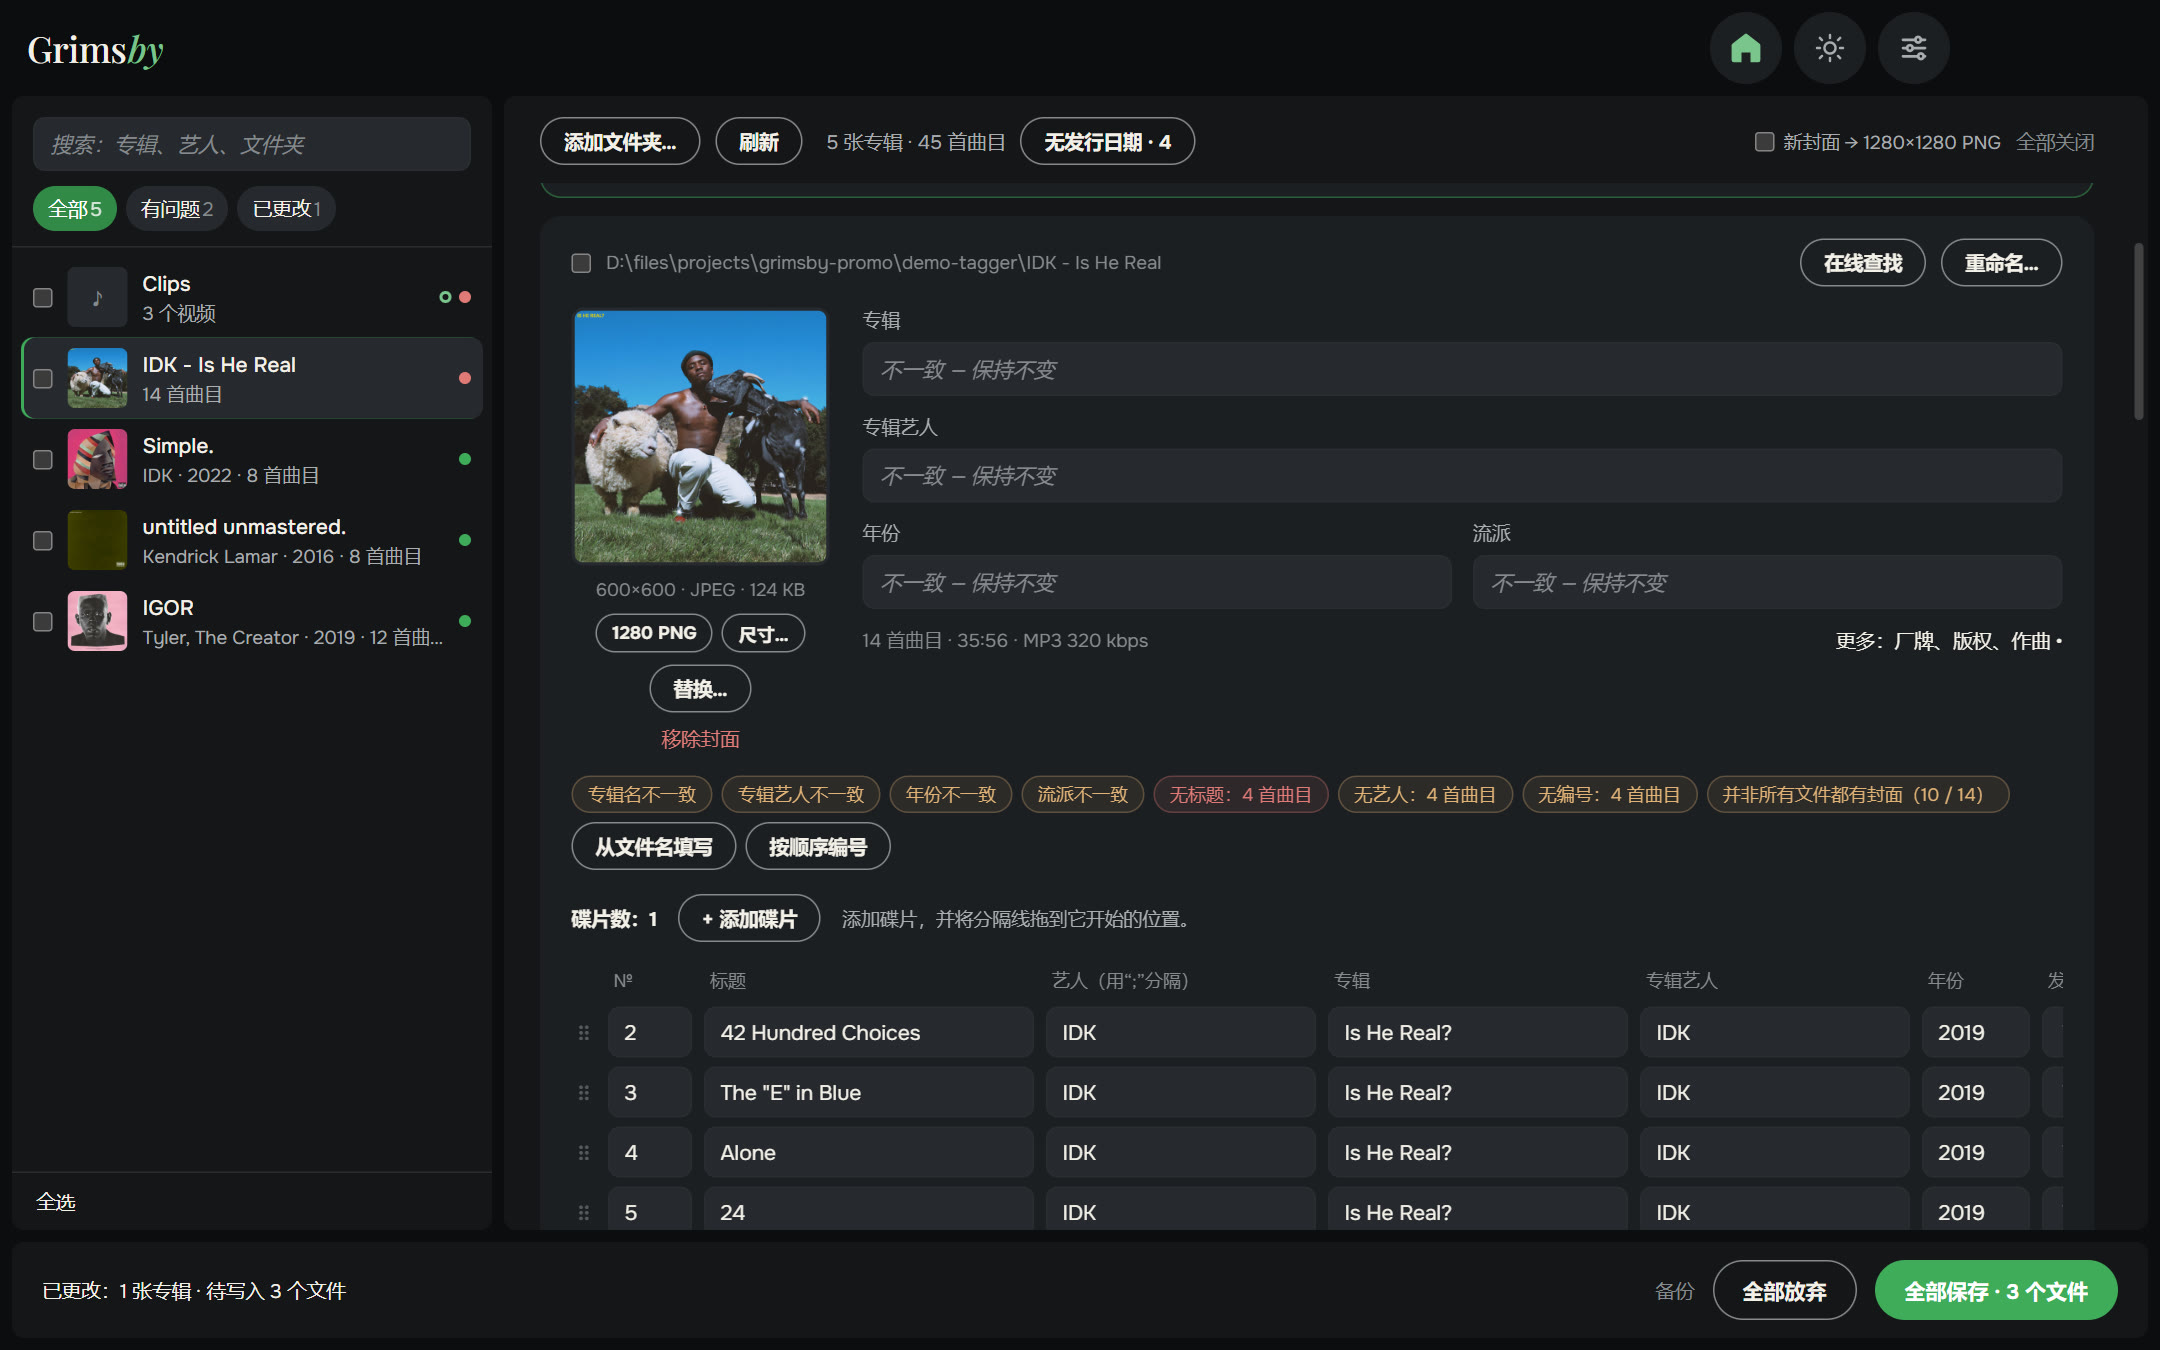 Grimsby
搜索：专辑、艺人、文件夹
全部 5 有问题 2 已更改 1
Clips
3 个视频
IDK - Is He Real
14 首曲目
Simple.
IDK · 2022 · 8 首曲目
untitled unmastered.
Kendrick Lamar · 2016 · 8 首曲目
IGOR
Tyler, The Creator · 2019 · 12 首曲...
全选
添加文件夹... 刷新 5 张专辑 · 45 首曲目 无发行日期 · 4 新封面 → 1280×1280 PNG 全部关闭
D:\files\projects\grimsby-promo\demo-tagger\IDK - Is He Real 在线查找 重命名...
IS HE REAL?
600×600 · JPEG · 124 KB
1280 PNG 尺寸...
替换...
移除封面
专辑
不一致 – 保持不变
专辑艺人
不一致 – 保持不变
年份 流派
不一致 – 保持不变 不一致 – 保持不变
14 首曲目 · 35:56 · MP3 320 kbps 更多：厂牌、版权、作曲 •
专辑名不一致 专辑艺人不一致 年份不一致 流派不一致 无标题：4 首曲目 无艺人：4 首曲目 无编号：4 首曲目 并非所有文件都有封面（10 / 14）
从文件名填写 按顺序编号
碟片数：1 + 添加碟片 添加碟片，并将分隔线拖到它开始的位置。
№ 标题 艺人（用“;”分隔） 专辑 专辑艺人 年份 发
2 42 Hundred Choices IDK Is He Real? IDK 2019
3 The "E" in Blue IDK Is He Real? IDK 2019
4 Alone IDK Is He Real? IDK 2019
5 24 IDK Is He Real? IDK 2019
已更改：1 张专辑 · 待写入 3 个文件 备份 全部放弃 全部保存 · 3 个文件